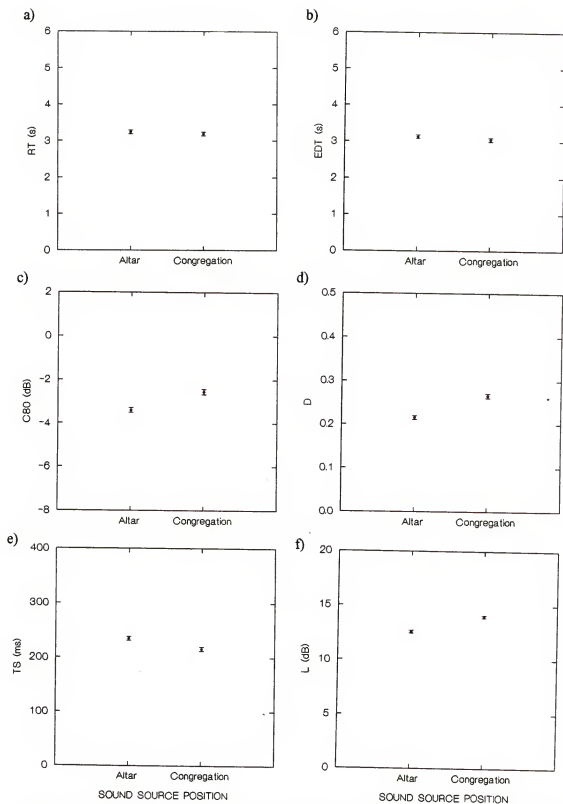 a)
6
5
4
3
2
1
0
RT (s)
Altar Congregation
b)
6
5
4
3
2
1
0
EDT (s)
Altar Congregation
c)
2
0
-2
-4
-6
-8
C80 (dB)
Altar Congregation
d)
0.5
0.4
0.3
0.2
0.1
0.0
D
Altar Congregation
e)
400
300
200
100
0
TS (ms)
Altar Congregation
SOUND SOURCE POSITION
f)
20
15
10
5
0
L (dB)
Altar Congregation
SOUND SOURCE POSITION